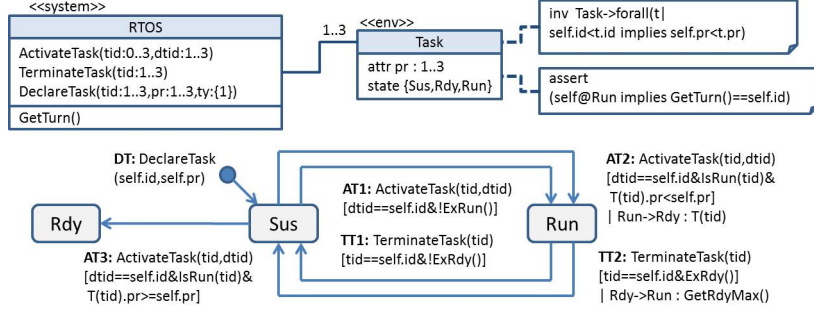 <<system>>
RTOS
ActivateTask(tid:0..3,dtid:1..3)
TerminateTask(tid:1..3)
DeclareTask(tid:1..3,pr:1..3,ty:{1})
GetTurn()
1..3
<<env>>
Task
attr pr : 1..3
state {Sus,Rdy,Run}
inv Task->forall(t|
self.id<t.id implies self.pr<t.pr)
assert
(self@Run implies GetTurn()==self.id)
DT: DeclareTask
(self.id,self.pr)
Rdy
Sus
Run
AT1: ActivateTask(tid,dtid)
[dtid==self.id&!ExRun()]
TT1: TerminateTask(tid)
[tid==self.id&!ExRdy()]
AT2: ActivateTask(tid,dtid)
[dtid==self.id&IsRun(tid)&
T(tid).pr<self.pr]
| Run->Rdy : T(tid)
AT3: ActivateTask(tid,dtid)
[dtid==self.id&IsRun(tid)&
T(tid).pr>=self.pr]
TT2: TerminateTask(tid)
[tid==self.id&ExRdy()]
| Rdy->Run : GetRdyMax()